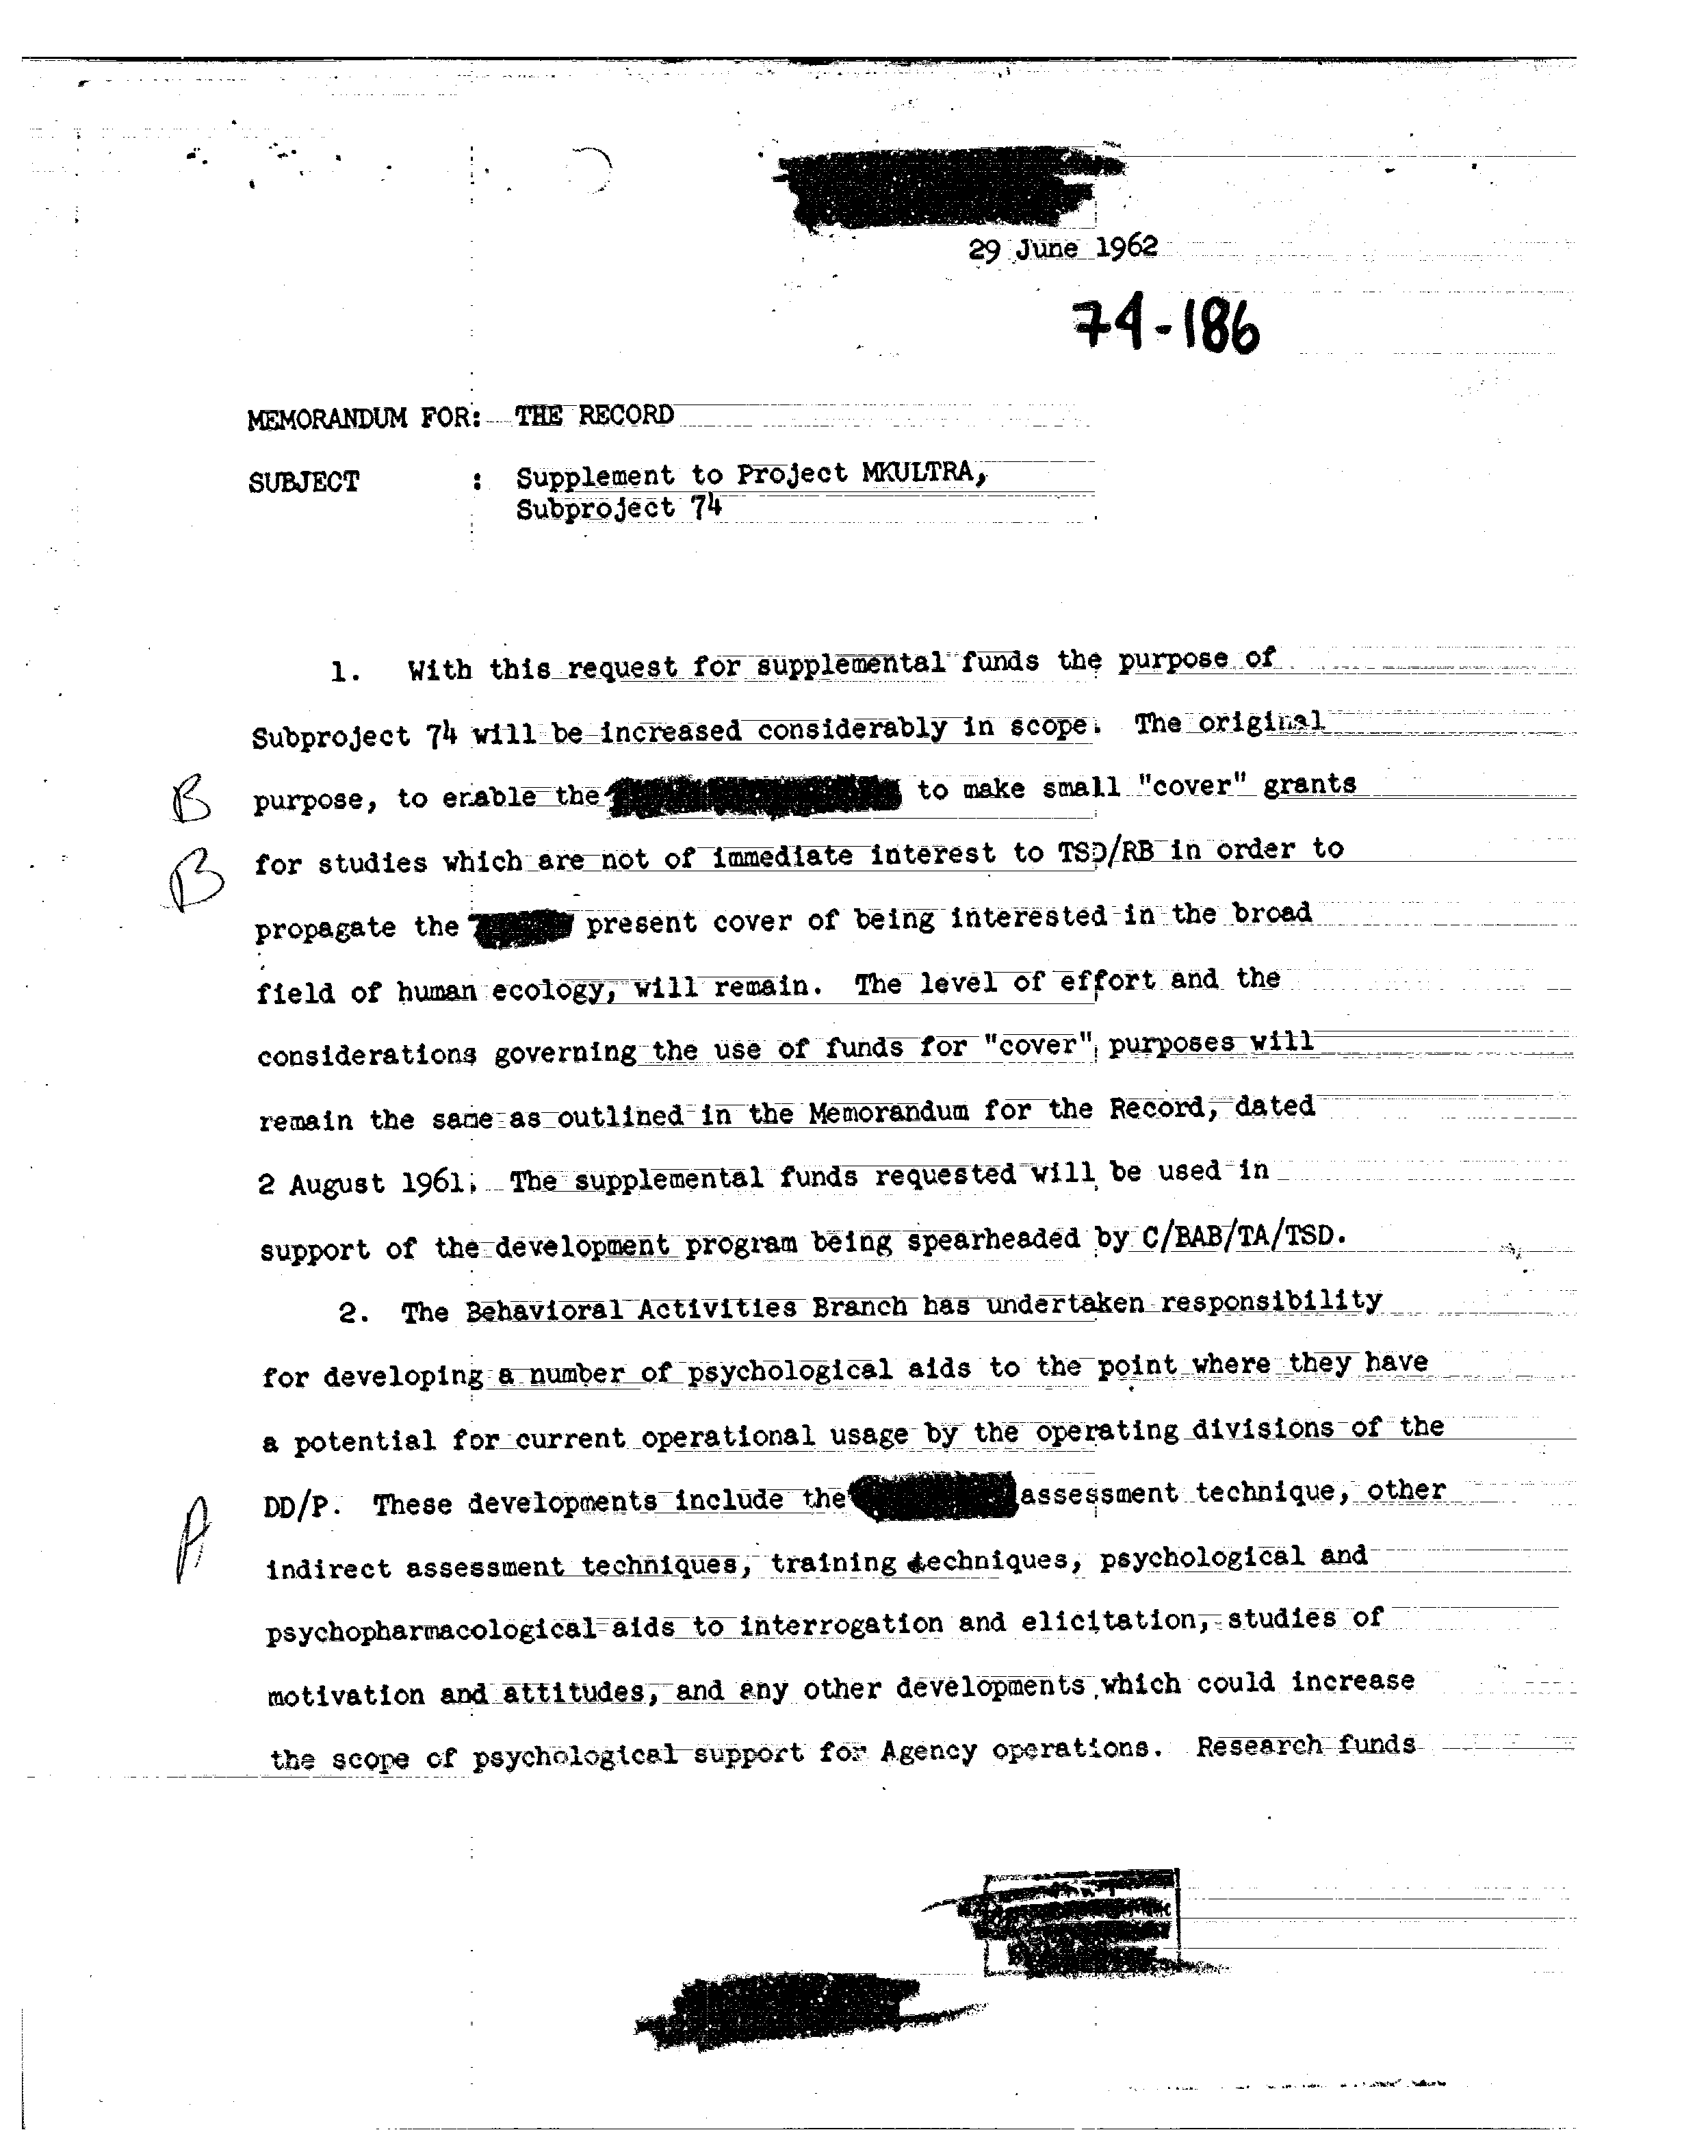 29 June 1962
74-186
MEMORANDUM FOR: THE RECORD
SUBJECT : Supplement to Project MKULTRA,
Subproject 74
1. With this request for supplemental funds the purpose of
Subproject 74 will be increased considerably in scope. The original
B purpose, to enable the to make small "cover" grants
B for studies which are not of immediate interest to TSD/RB in order to
propagate the present cover of being interested in the broad
field of human ecology, will remain. The level of effort and the
considerations governing the use of funds for "cover" purposes will
remain the same as outlined in the Memorandum for the Record, dated
2 August 1961. The supplemental funds requested will be used in
support of the development program being spearheaded by C/BAB/TA/TSD.
2. The Behavioral Activities Branch has undertaken responsibility
for developing a number of psychological aids to the point where they have
a potential for current operational usage by the operating divisions of the
A DD/P. These developments include the assessment technique, other
indirect assessment techniques, training techniques, psychological and
psychopharmacological aids to interrogation and elicitation, studies of
motivation and attitudes, and any other developments which could increase
the scope of psychological support for Agency operations. Research funds